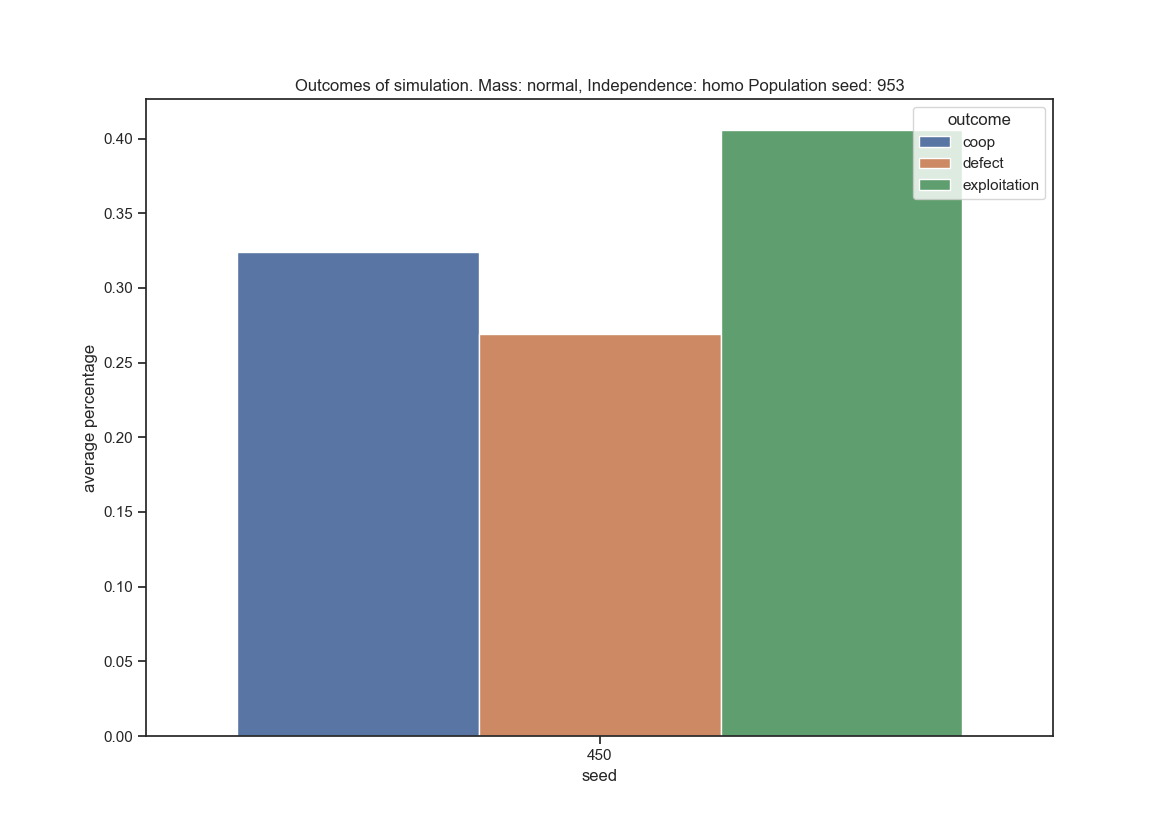 Outcomes of simulation. Mass: normal, Independence: homo Population seed: 953
outcome
coop
defect
exploitation
0.40
0.35
0.30
0.25
0.20
0.15
0.10
0.05
0.00
average percentage
450
seed